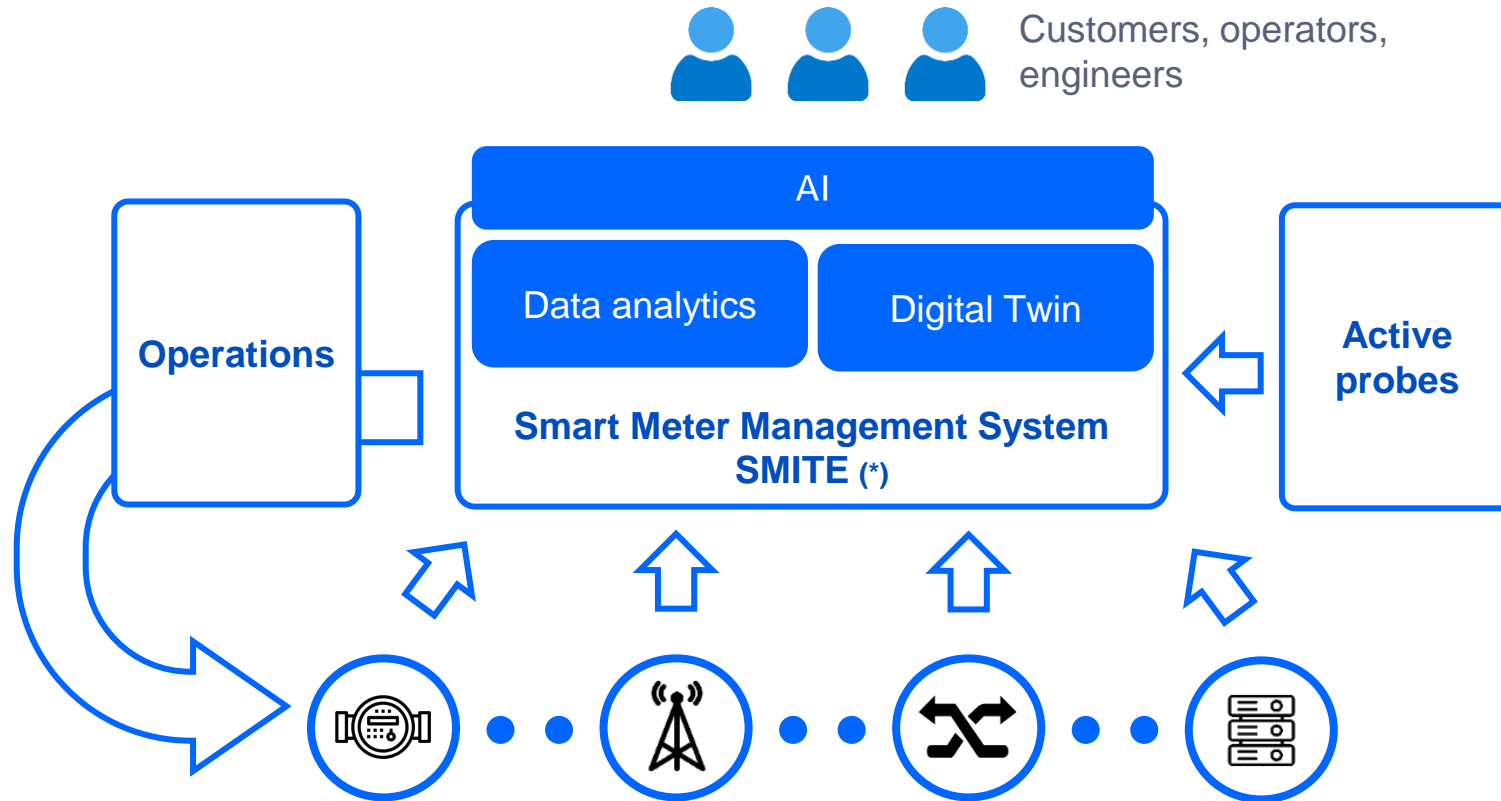 Customers, operators,
engineers
AI
Data analytics
Digital Twin
Operations
Active
probes
Smart Meter Management System
SMITE (*)